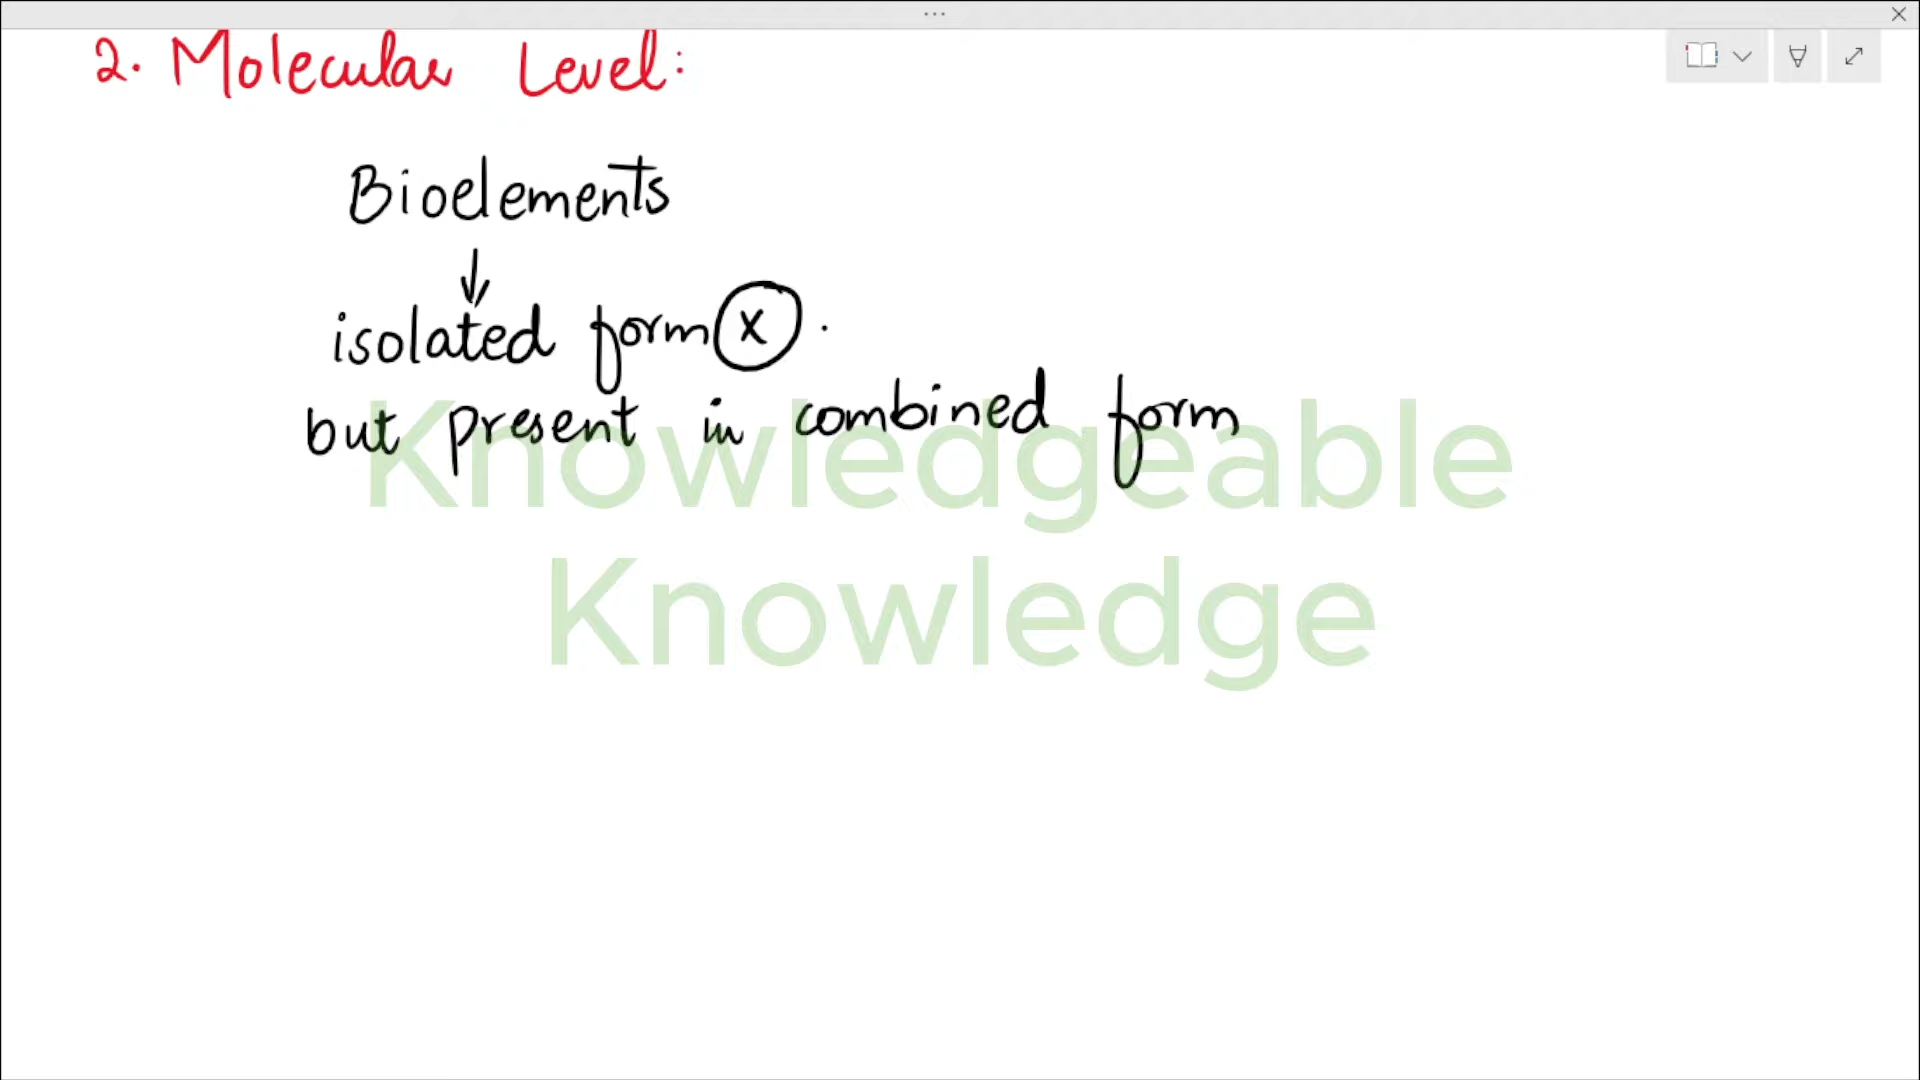 2. Molecular Level:
Bioelements
↓
isolated form (x).
but present in combined form
Knowledgeable
Knowledge